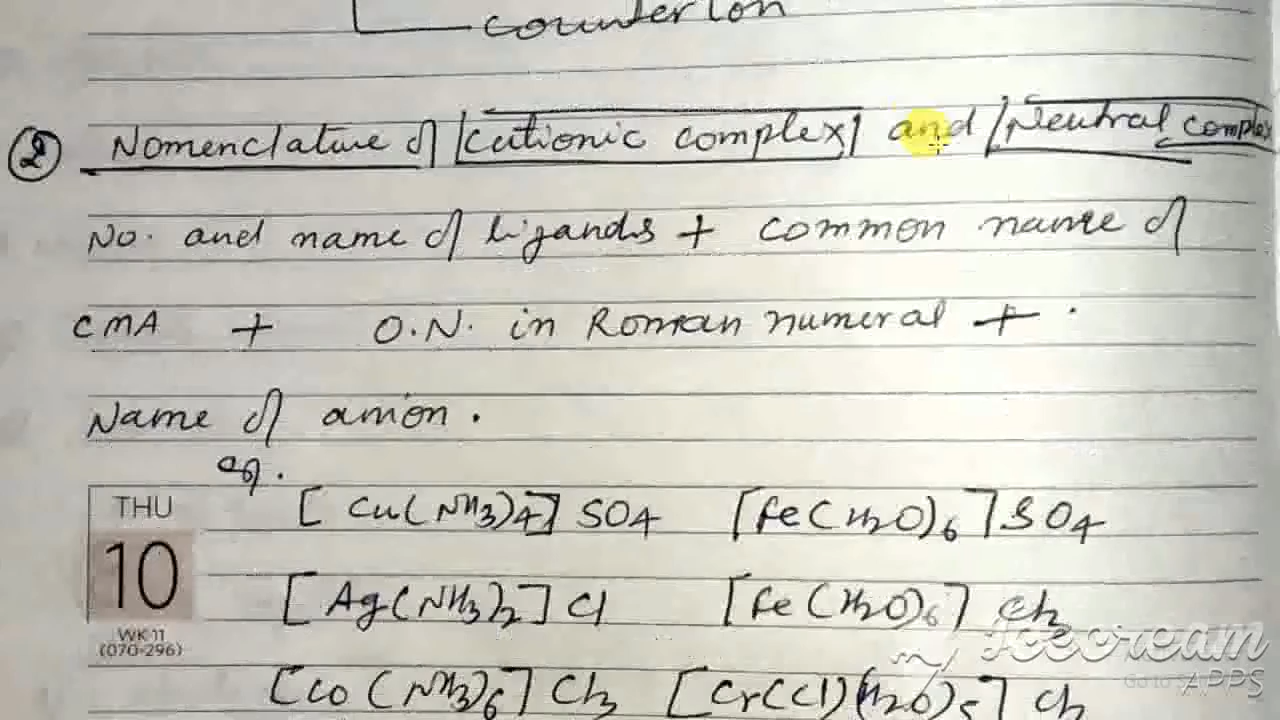 counter Ion
② Nomenclature of cationic complex and Neutral complex
No. and name of ligands + common name of
CMA + O.N. in Roman numeral +
Name of anion.
eg.
THU
10
WK 11
(070-296)
[Cu(NH3)4]SO4 [Fe(H2O)6]SO4
[Ag(NH3)2]Cl [Fe(H2O)6]Cl2
[Co(NH3)6]Cl3 [Cr(Cl)(H2O)5]Cl2
Icecream
APPS